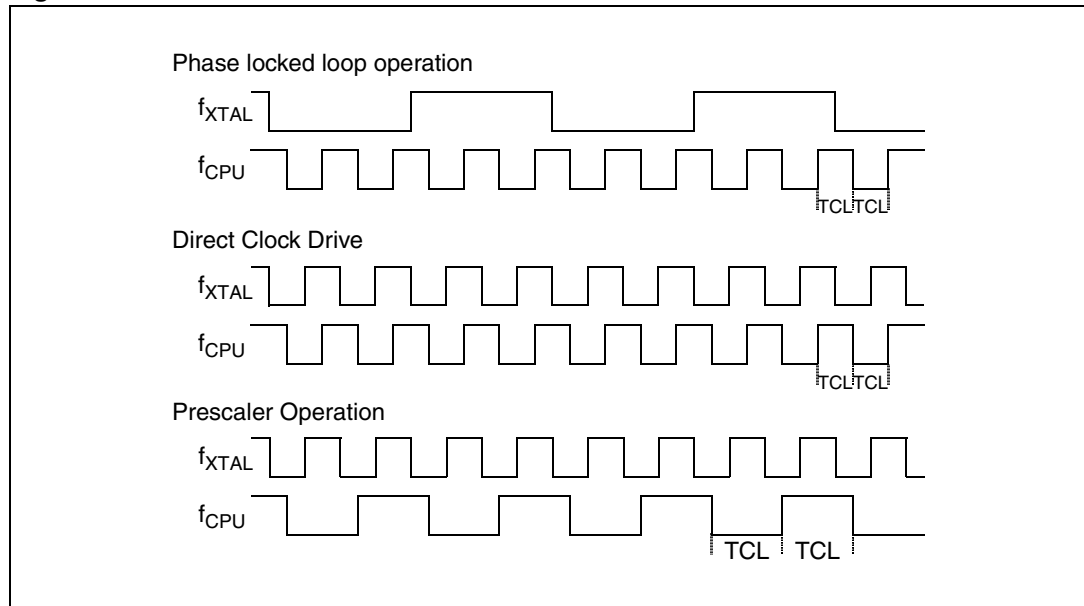 Phase locked loop operation
fXTAL
fCPU
TCL TCL
Direct Clock Drive
fXTAL
fCPU
TCL TCL
Prescaler Operation
fXTAL
fCPU
TCL TCL